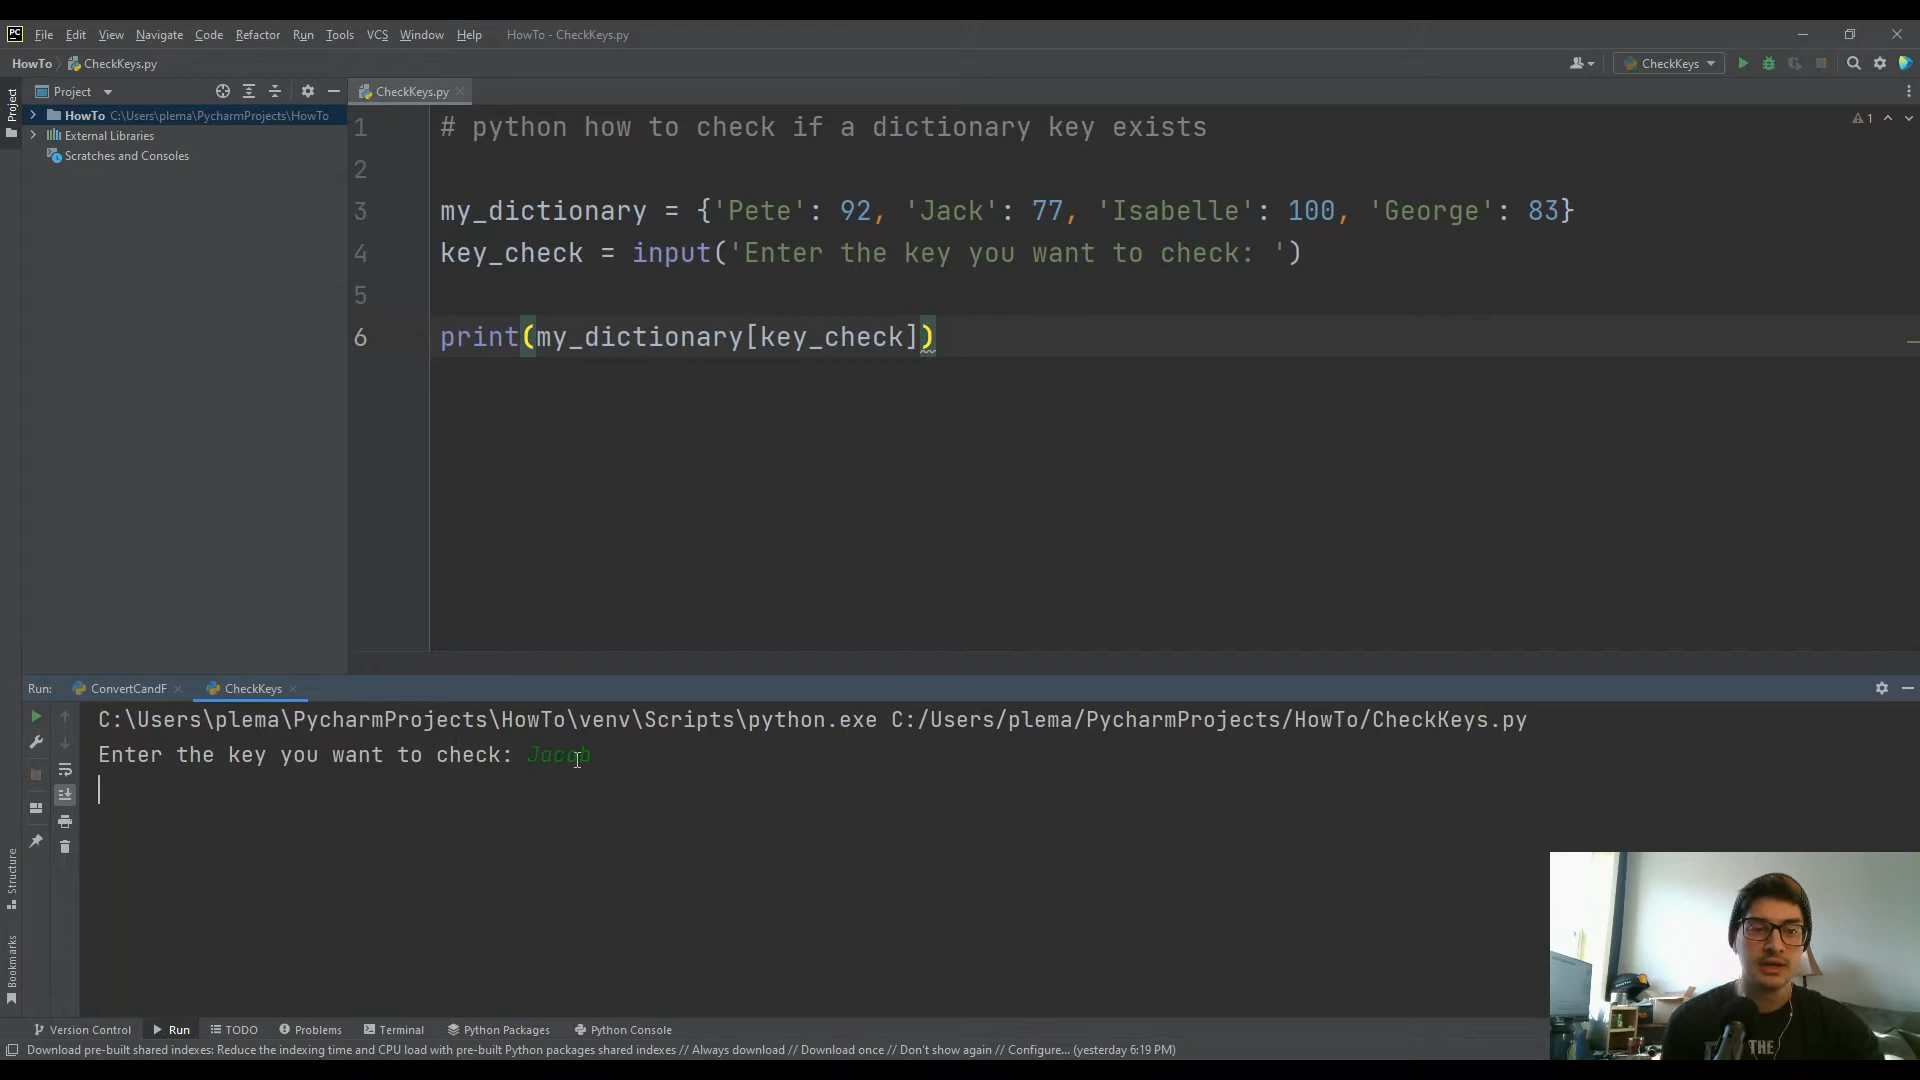 PC File Edit View Navigate Code Refactor Run Tools VCS Window Help HowTo - CheckKeys.py
HowTo CheckKeys.py CheckKeys
Project CheckKeys.py
HowTo C:\Users\plema\PycharmProjects\HowTo
External Libraries
Scratches and Consoles
Project
1 # python how to check if a dictionary key exists
1
2
3 my_dictionary = {'Pete': 92, 'Jack': 77, 'Isabelle': 100, 'George': 83}
4 key_check = input('Enter the key you want to check: ')
5
6 print(my_dictionary[key_check])
Run: ConvertCandF CheckKeys
C:\Users\plema\PycharmProjects\HowTo\venv\Scripts\python.exe C:/Users/plema/PycharmProjects/HowTo/CheckKeys.py
Enter the key you want to check: Jacob
Structure
Bookmarks
THE
Version Control Run TODO Problems Terminal Python Packages Python Console
Download pre-built shared indexes: Reduce the indexing time and CPU load with pre-built Python packages shared indexes // Always download // Download once // Don't show again // Configure... (yesterday 6:19 PM)